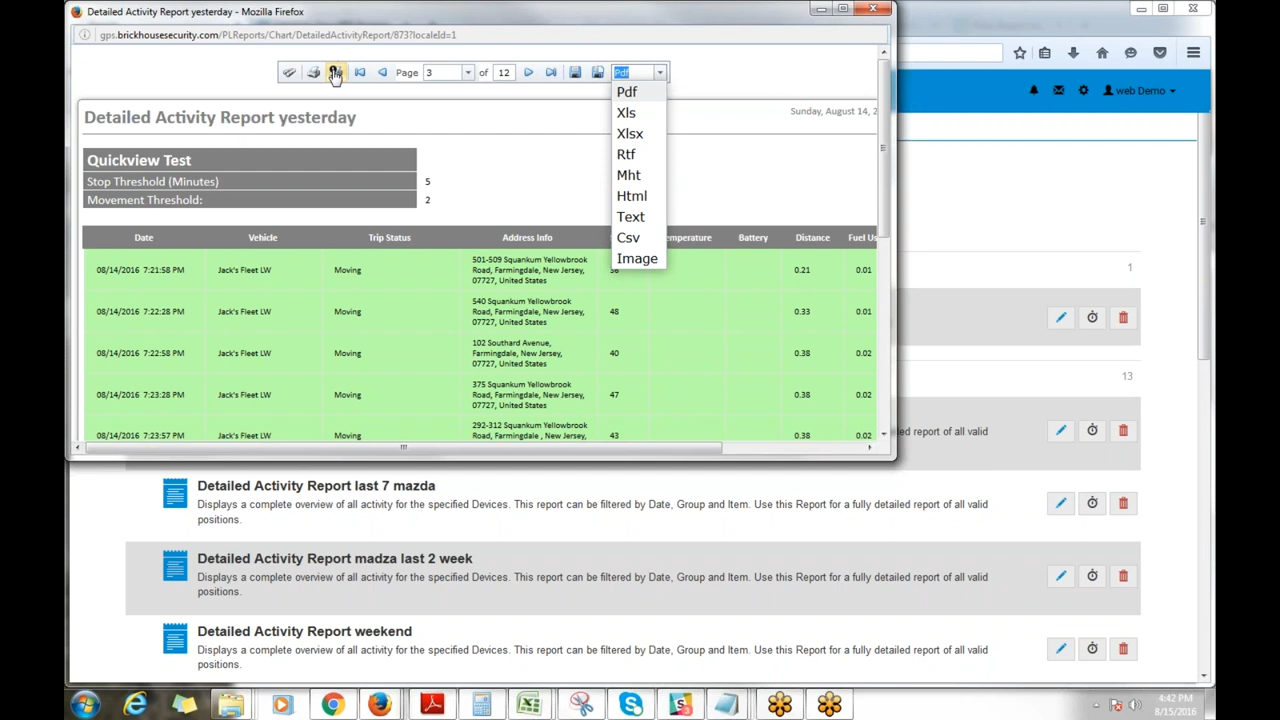 Detailed Activity Report yesterday - Mozilla Firefox
gps.brickhousesecurity.com/PLReports/Chart/DetailedActivityReport/873?localeId=1
Page 3 of 12 Pdf
Pdf
Xls
Xlsx
Rtf
Mht
Html
Text
Csv
Image
web Demo
Detailed Activity Report yesterday
Sunday, August 14, 2
Quickview Test
Stop Threshold (Minutes) 5
Movement Threshold: 2
Date Vehicle Trip Status Address Info Battery Distance
08/14/2016 7:21:58 PM Jack's Fleet LW Moving 501-509 Squankum Yellowbrook
Road, Farmingdale, New Jersey,
07727, United States
0.21 0.01
08/14/2016 7:22:28 PM Jack's Fleet LW Moving 540 Squankum Yellowbrook
Road, Farmingdale, New Jersey,
07727, United States
48 0.33 0.01
08/14/2016 7:22:58 PM Jack's Fleet LW Moving 102 Southard Avenue,
Farmingdale, New Jersey,
07727, United States
40 0.38 0.02
08/14/2016 7:23:28 PM Jack's Fleet LW Moving 375 Squankum Yellowbrook
Road, Farmingdale, New Jersey,
07727, United States
47 0.38 0.02
08/14/2016 7:23:57 PM Jack's Fleet LW Moving 292-312 Squankum Yellowbrook
Road, Farmingdale , New Jersey,
43 0.38 0.02
1
13
ed report of all valid
Detailed Activity Report last 7 mazda
Displays a complete overview of all activity for the specified Devices. This report can be filtered by Date, Group and Item. Use this Report for a fully detailed report of all valid
positions.
Detailed Activity Report madza last 2 week
Displays a complete overview of all activity for the specified Devices. This report can be filtered by Date, Group and Item. Use this Report for a fully detailed report of all valid
positions.
Detailed Activity Report weekend
Displays a complete overview of all activity for the specified Devices. This report can be filtered by Date, Group and Item. Use this Report for a fully detailed report of all valid
positions.
4:42 PM
8/15/2016